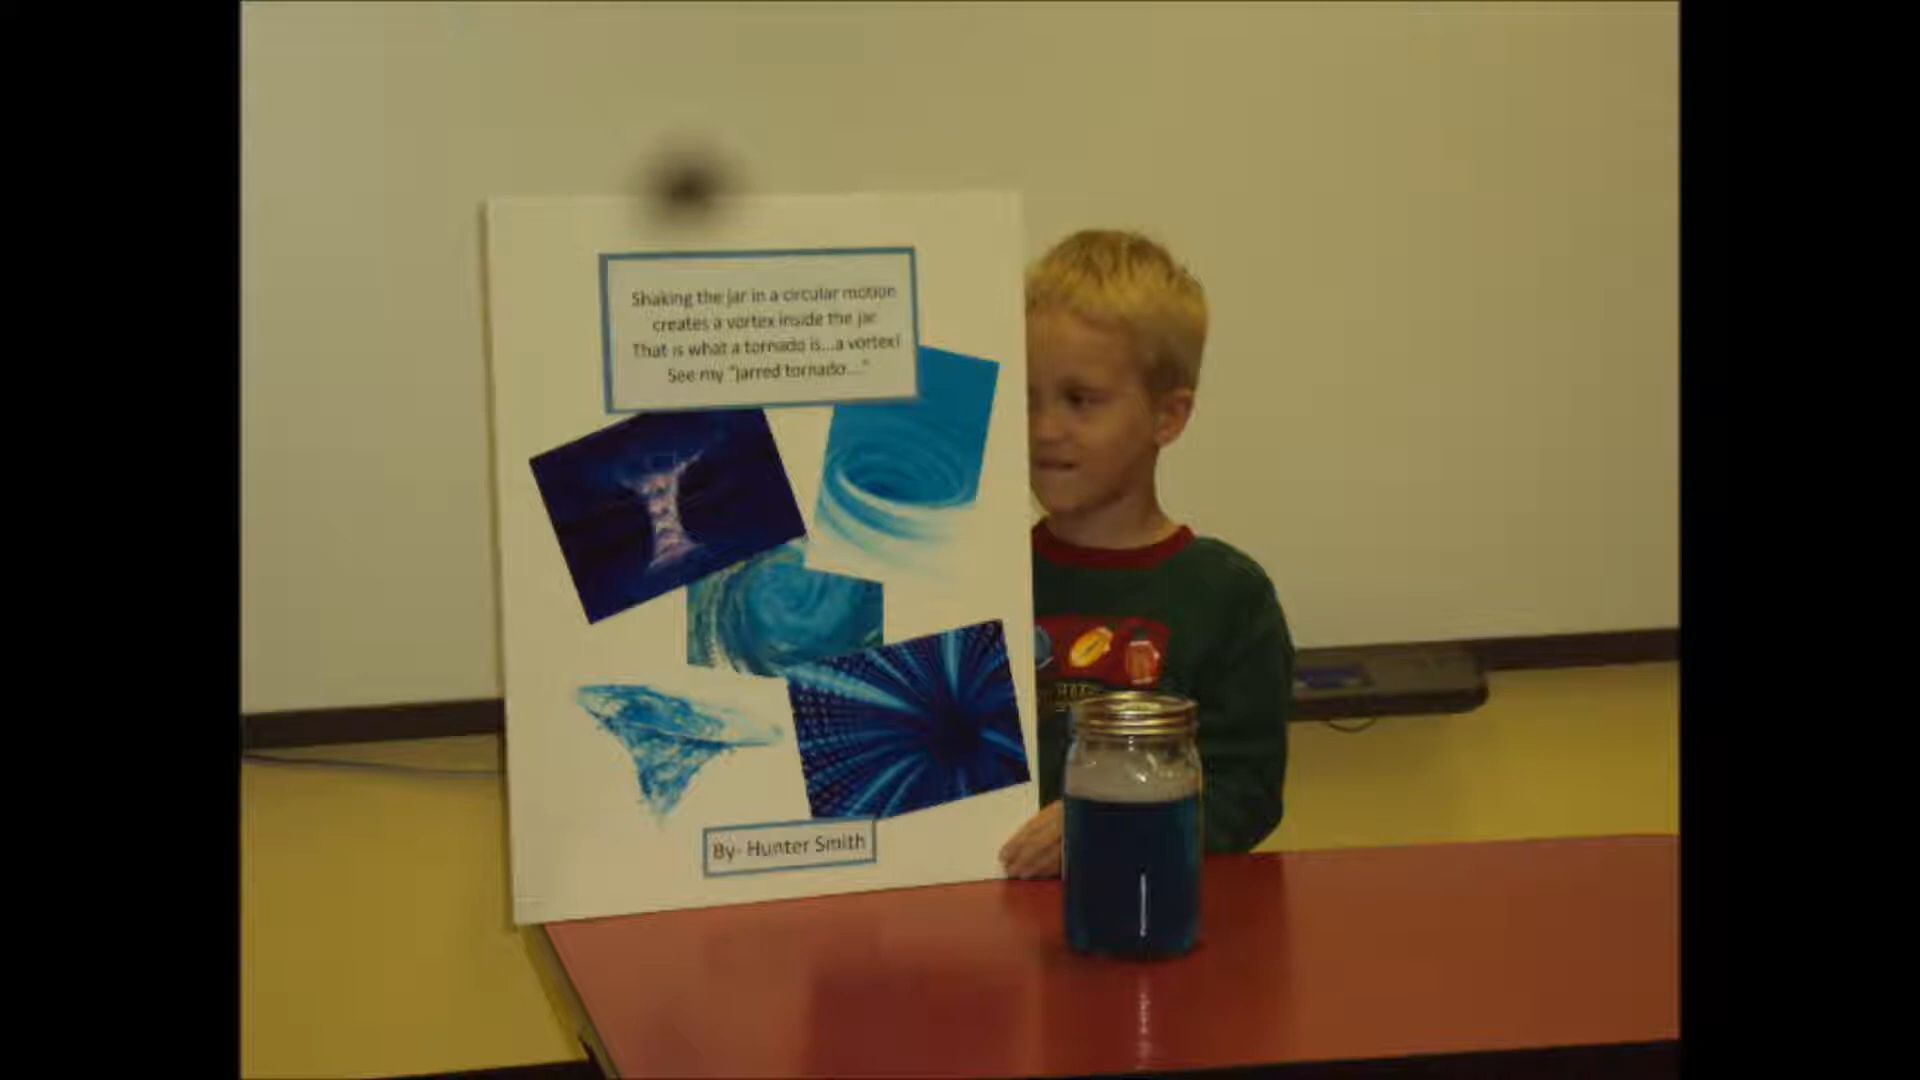 Shaking the jar in a circular motion
creates a vortex inside the jar
That is what a tornado is...a vortex!
See my "jarred tornado...."
By- Hunter Smith